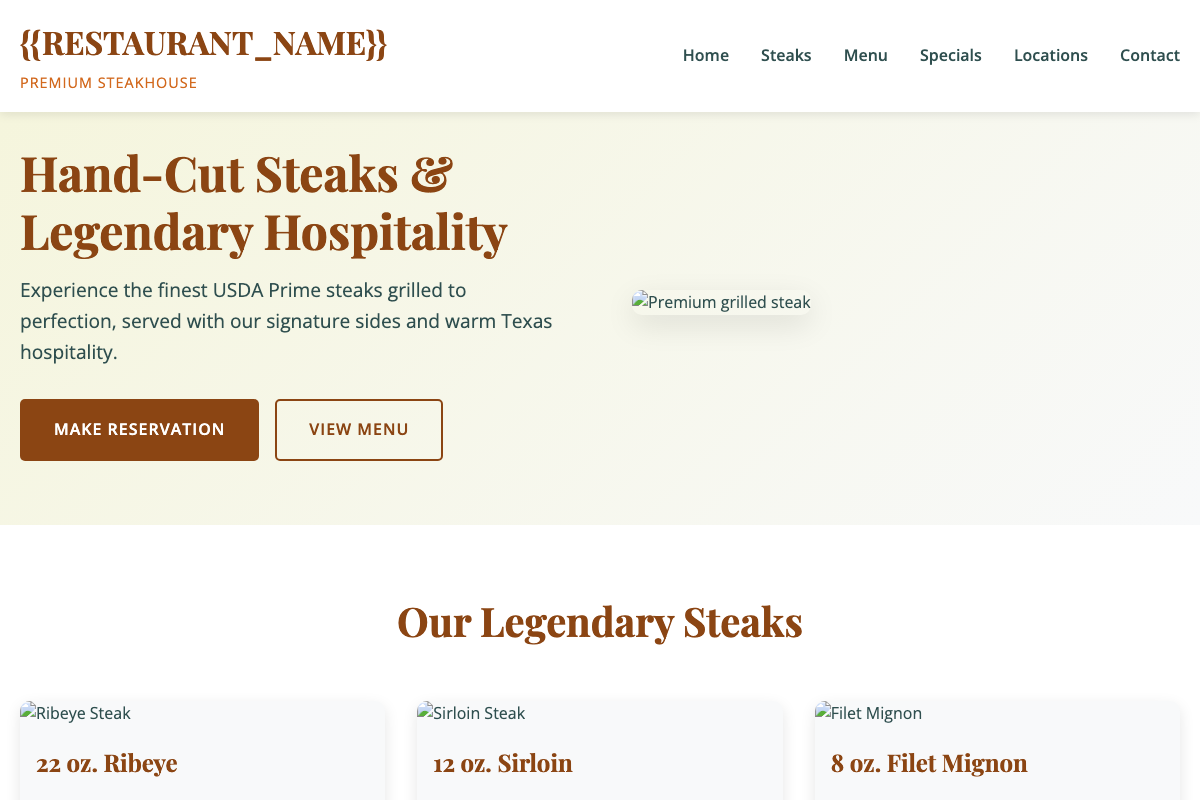 {{RESTAURANT_NAME}}
PREMIUM STEAKHOUSE
Home Steaks Menu Specials Locations Contact
Hand-Cut Steaks &
Legendary Hospitality
Experience the finest USDA Prime steaks grilled to
perfection, served with our signature sides and warm Texas
hospitality.
MAKE RESERVATION VIEW MENU
Premium grilled steak
Our Legendary Steaks
Ribeye Steak Sirloin Steak Filet Mignon
22 oz. Ribeye 12 oz. Sirloin 8 oz. Filet Mignon